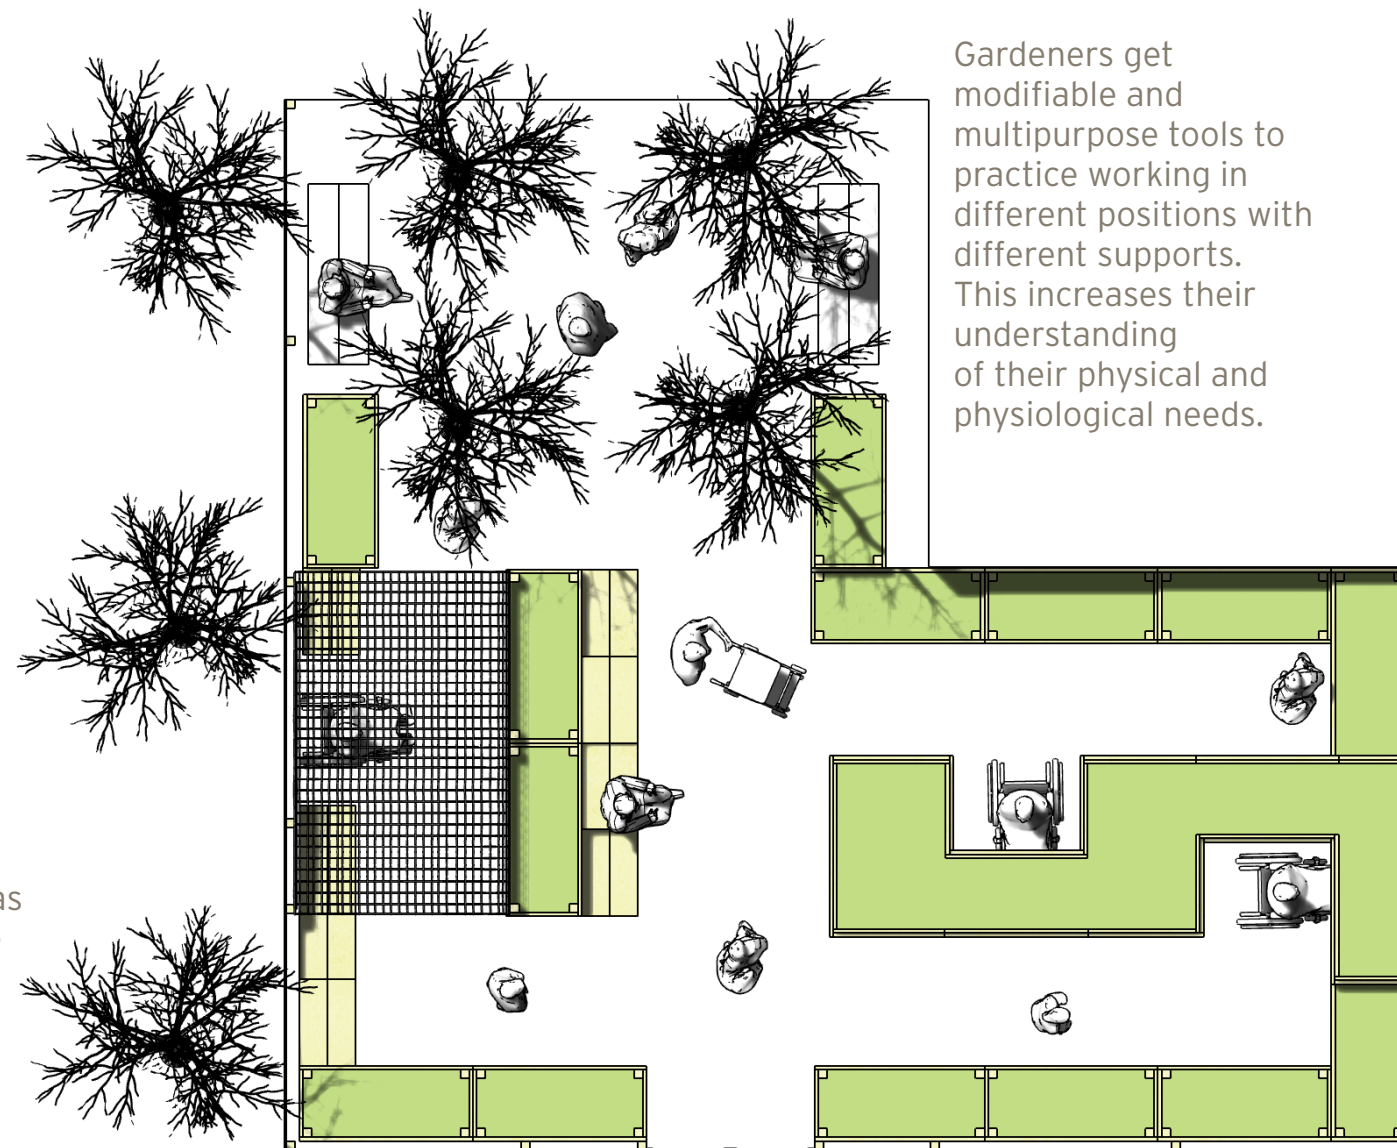 Gardeners get
modifiable and
multipurpose tools to
practice working in
different positions with
different supports.
This increases their
understanding
of their physical and
physiological needs.
as